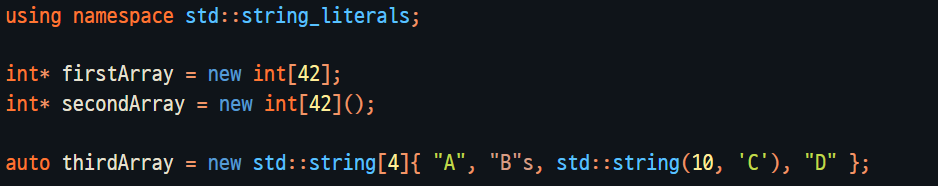 using namespace std::string_literals;
int* firstArray = new int[42];
int* secondArray = new int[42]();
auto thirdArray = new std::string[4]{ "A", "B"s, std::string(10, 'C'), "D" };